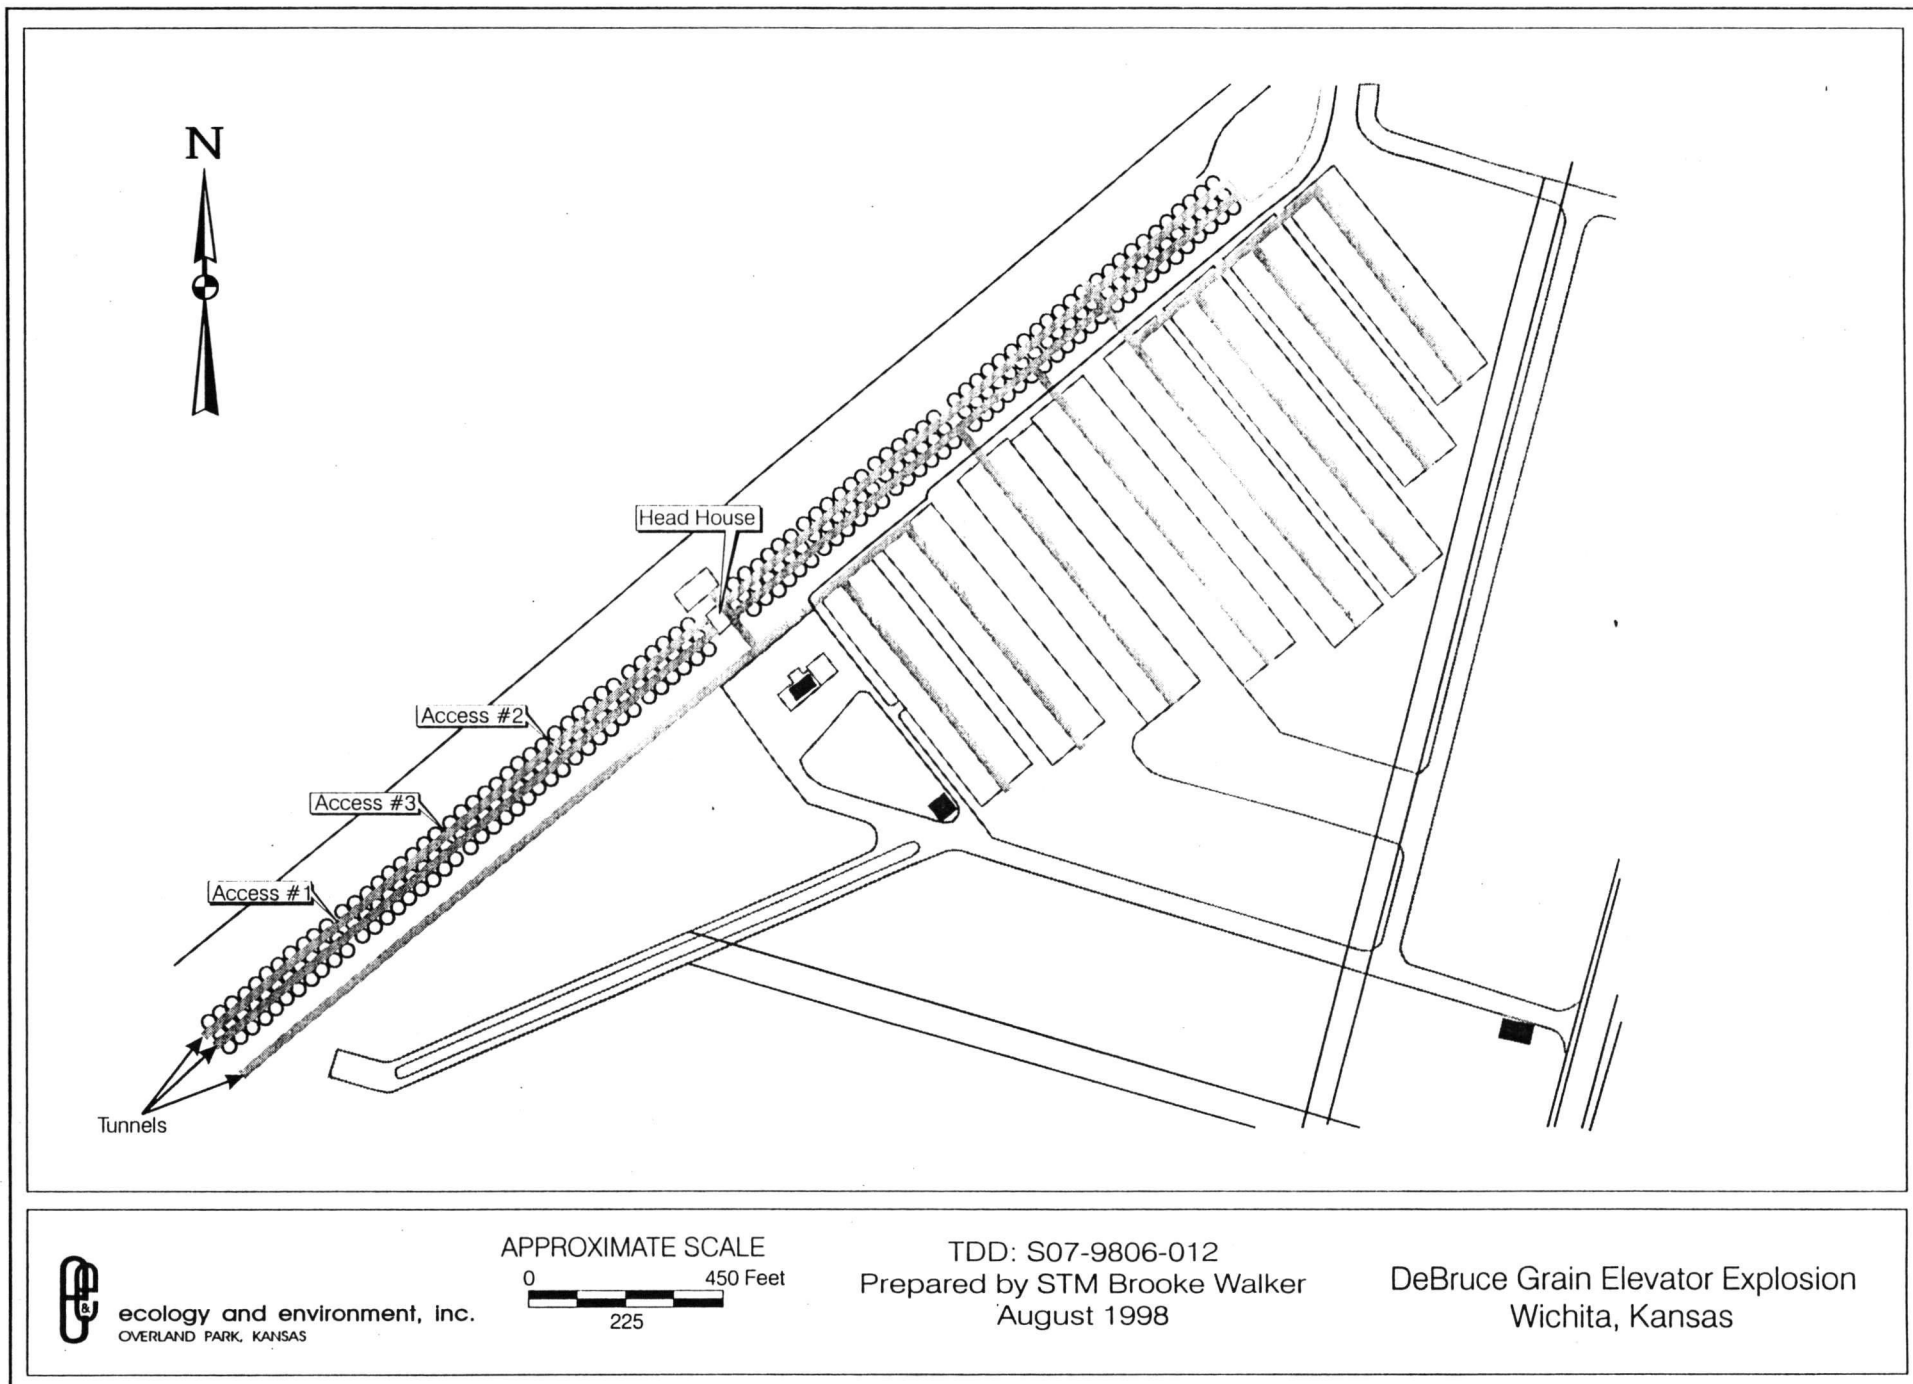 N
Head House
Access #2
Access #3
Access #1
Tunnels
&
ecology and environment, inc.
OVERLAND PARK, KANSAS
APPROXIMATE SCALE
0 450 Feet
225
TDD: S07-9806-012
Prepared by STM Brooke Walker
August 1998
DeBruce Grain Elevator Explosion
Wichita, Kansas